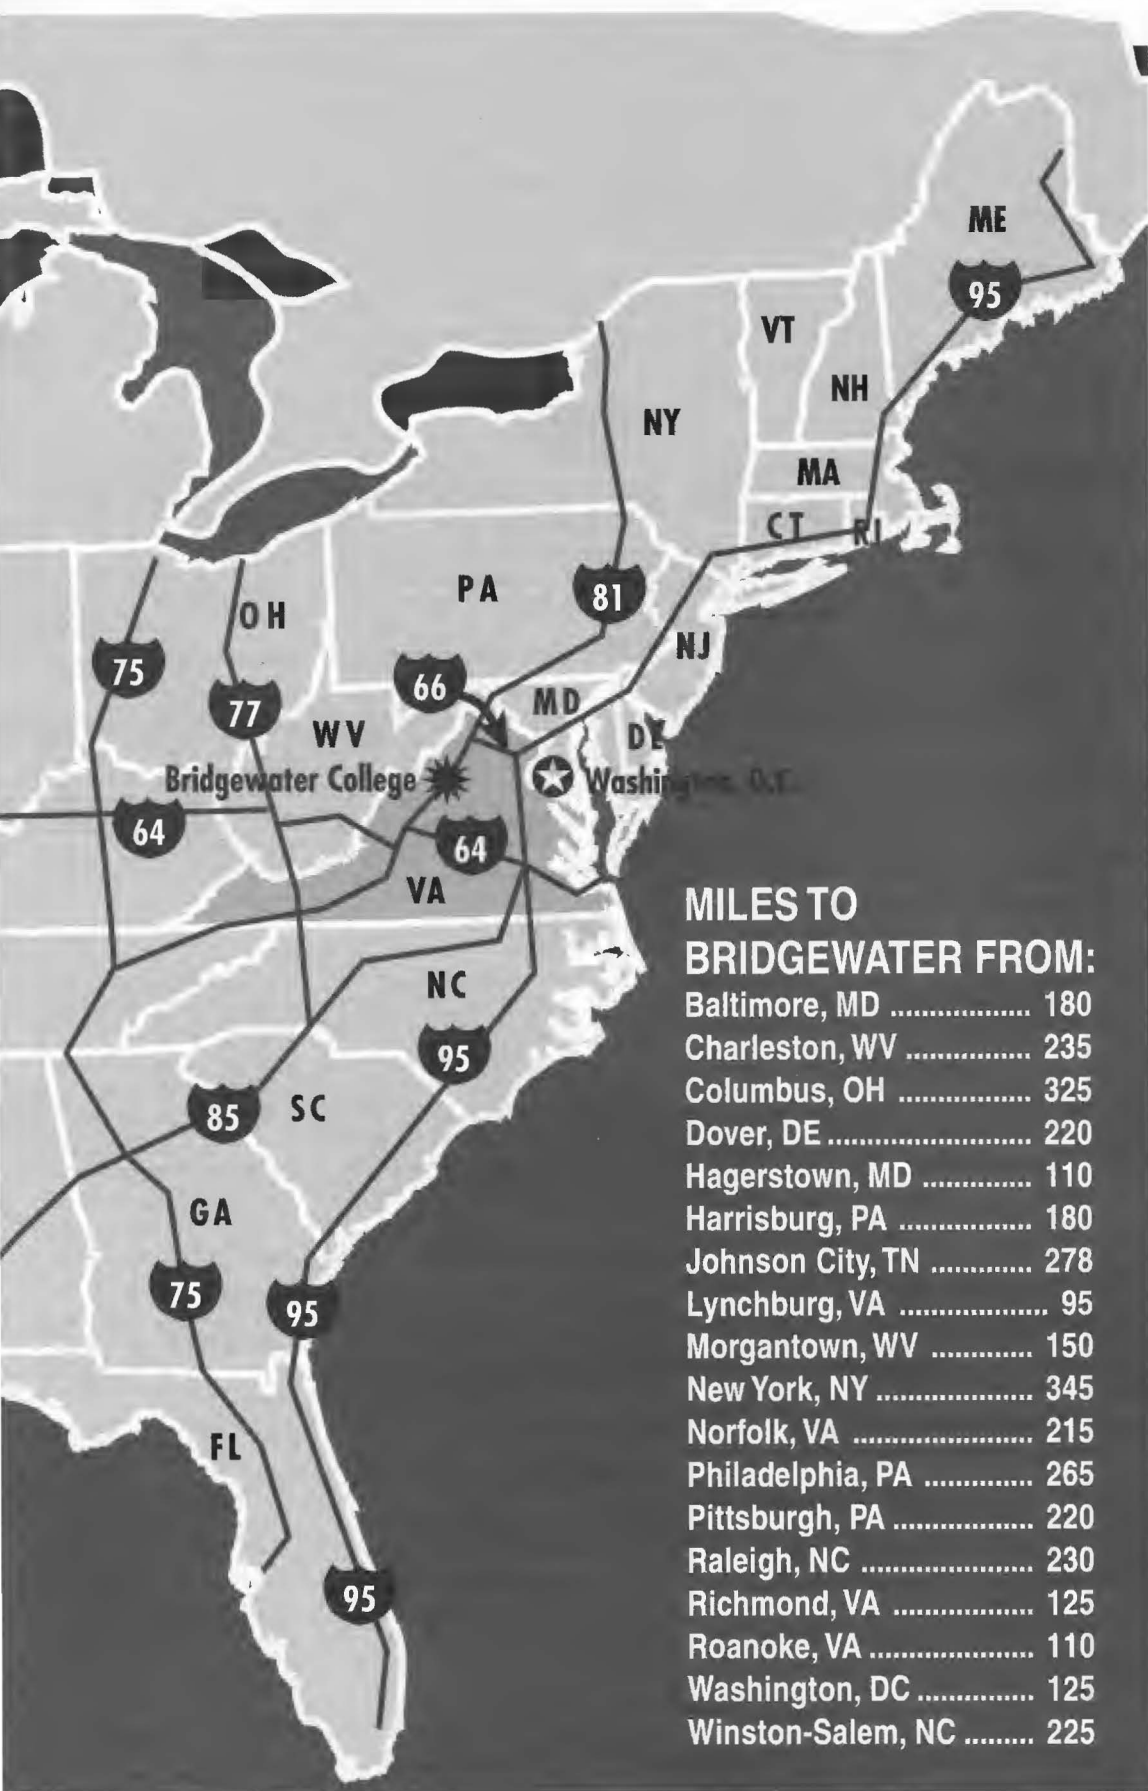 ME
95
VT
NH
NY
MA
CT
RI
PA
81
OH
NJ
75
66
77
MD
WV
DE
Bridgewater College
Washington, D.C.
64
64
VA
NC
95
85
SC
GA
75
95
FL
95
MILES TO
BRIDGEWATER FROM:
Baltimore, MD .................. 180
Charleston, WV ................ 235
Columbus, OH ................. 325
Dover, DE .......................... 220
Hagerstown, MD .............. 110
Harrisburg, PA ................. 180
Johnson City, TN ............. 278
Lynchburg, VA ................... 95
Morgantown, WV ............. 150
New York, NY .................... 345
Norfolk, VA ....................... 215
Philadelphia, PA .............. 265
Pittsburgh, PA .................. 220
Raleigh, NC ...................... 230
Richmond, VA .................. 125
Roanoke, VA ..................... 110
Washington, DC ............... 125
Winston-Salem, NC ......... 225